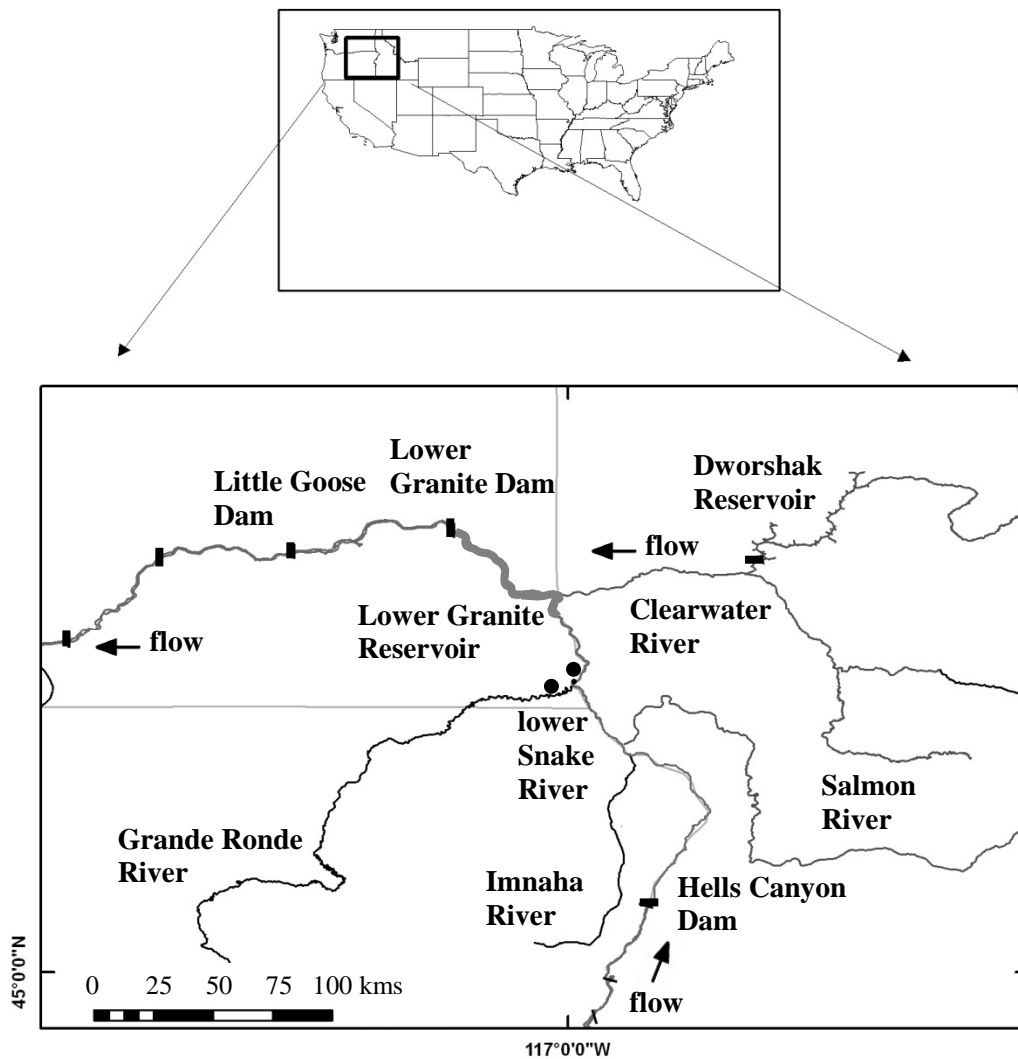 Lower
Granite Dam
Little Goose
Dam
Dworshak
Reservoir
flow
Clearwater
River
Lower Granite
Reservoir
flow
lower
Snake
River
Salmon
River
Grande Ronde
River
Imnaha
River
Hells Canyon
Dam
flow
0 25 50 75 100 kms
45°0'0"N
117°0'0"W